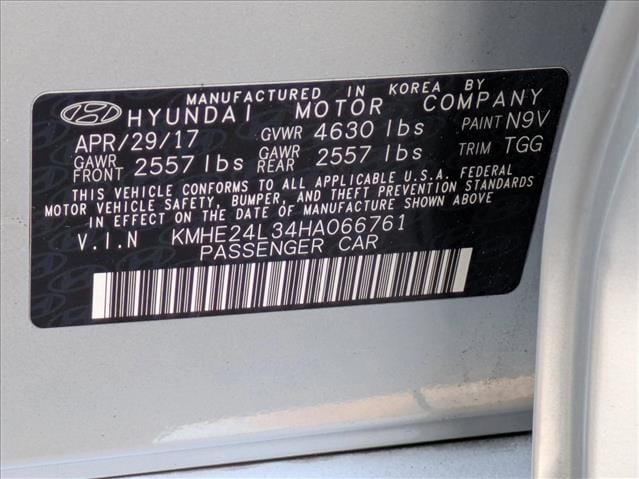 MANUFACTURED IN KOREA BY
HYUNDAI MOTOR COMPANY
APR/29/17 GVWR 4630 lbs PAINT N9V
GAWR FRONT 2557 lbs GAWR REAR 2557 lbs TRIM TGG
THIS VEHICLE CONFORMS TO ALL APPLICABLE U.S.A. FEDERAL
MOTOR VEHICLE SAFETY, BUMPER, AND THEFT PREVENTION STANDARDS
IN EFFECT ON THE DATE OF MANUFACTURE SHOWN ABOVE
V.I.N KMHE24L34HA066761
PASSENGER CAR